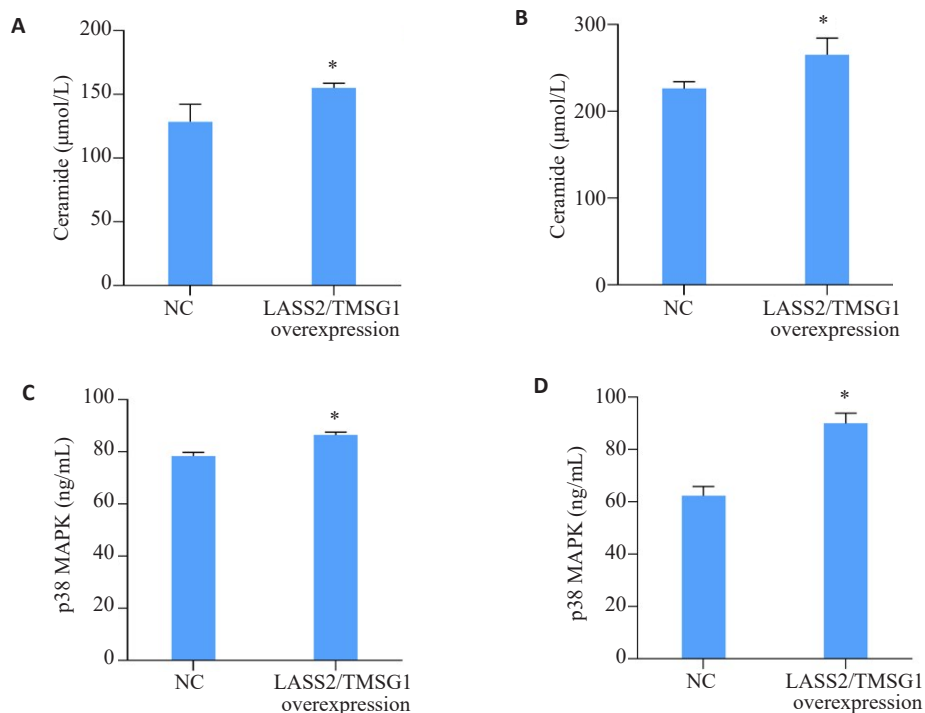 A
Ceramide (μmol/L)
200
150
100
50
0
*
NC
LASS2/TMSG1
overexpression
B
Ceramide (μmol/L)
300
200
100
0
*
NC
LASS2/TMSG1
overexpression
C
p38 MAPK (ng/mL)
100
80
60
40
20
0
*
NC
LASS2/TMSG1
overexpression
D
p38 MAPK (ng/mL)
100
80
60
40
20
0
*
NC
LASS2/TMSG1
overexpression